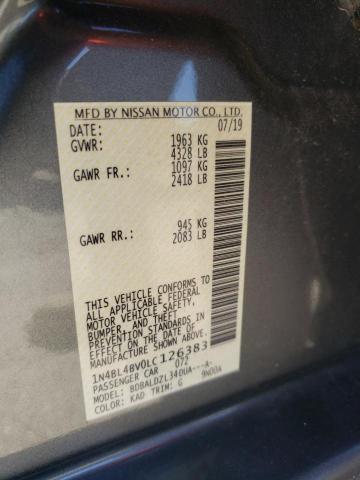 MFD BY NISSAN MOTOR CO., LTD.
DATE: 07/19
GVWR: 1963 KG
4328 LB
GAWR FR.: 1097 KG
2418 LB
GAWR RR.: 945 KG
2083 LB
THIS VEHICLE CONFORMS TO
ALL APPLICABLE FEDERAL
MOTOR VEHICLE SAFETY,
BUMPER, AND THEFT
PREVENTION STANDARDS IN
EFFECT ON THE DATE OF
MANUFACTURE SHOWN ABOVE.
1N4BL4BV0LC126383
PASSENGER CAR 072
MODEL: BDBALDZL340UA---A-
COLOR: KAD TRIM: G 9N00A